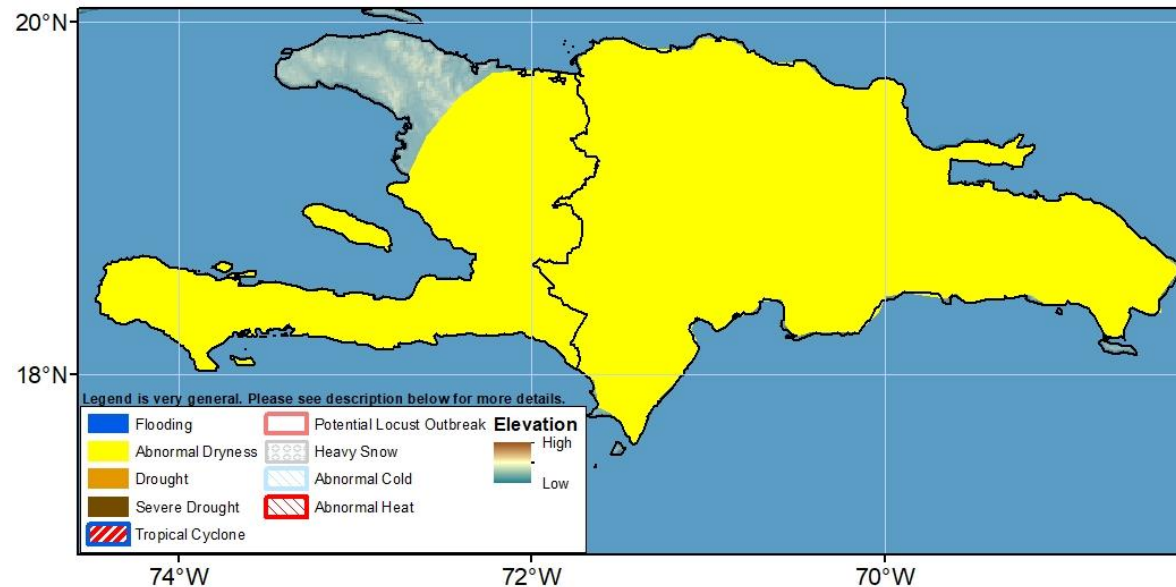 20°N
18°N
Legend is very general. Please see description below for more details.
Flooding
Abnormal Dryness
Drought
Severe Drought
Tropical Cyclone
Potential Locust Outbreak
Heavy Snow
Abnormal Cold
Abnormal Heat
Elevation
High
Low
74°W
72°W
70°W